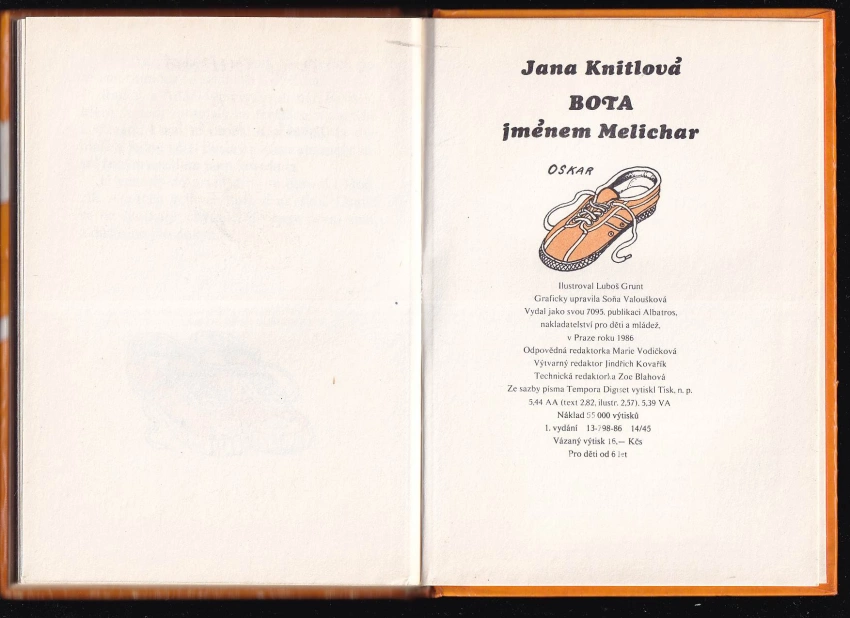 Jana Knitlová
BOTA
jménem Melichar
OSKAR
Ilustroval Luboš Grunt
Graficky upravila Soňa Valoušková
Vydal jako svou 7095. publikaci Albatros,
nakladatelství pro děti a mládež,
v Praze roku 1986
Odpovědná redaktorka Marie Vodičková
Výtvarný redaktor Jindřich Kovařík
Technická redaktorka Zoe Blahová
Ze sazby písma Tempora Digiset vytiskl Tisk, n. p.
5,44 AA (text 2,82, ilustr. 2,57). 5,39 VA
Náklad 55 000 výtisků
1. vydání 14/45
Vázaný výtisk 16,— Kčs
Pro děti od 6 let